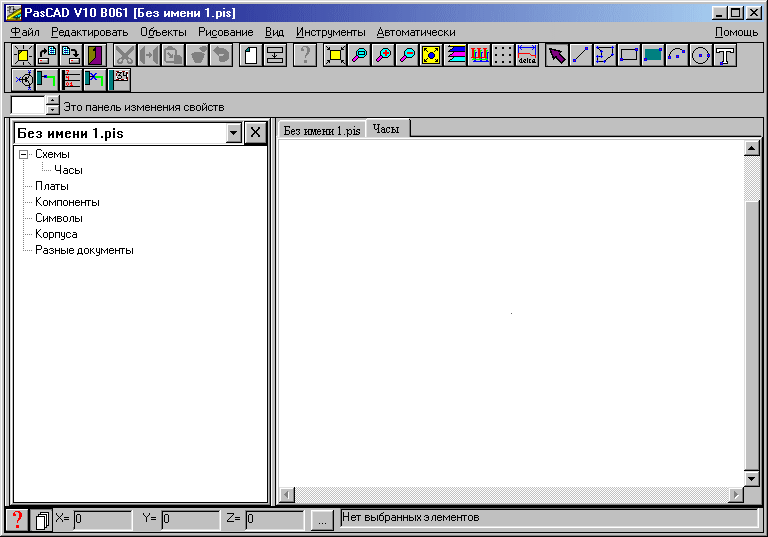 PasCAD V10 B061 [Без имени 1.pis]
Файл Редактировать Объекты Рисование Вид Инструменты Автоматически Помощь
delta
Это панель изменения свойств
Без имени 1.pis
Без имени 1.pis Часы
Схемы
Часы
Платы
Компоненты
Символы
Корпуса
Разные документы
X= 0 Y= 0 Z= 0 ... Нет выбранных элементов